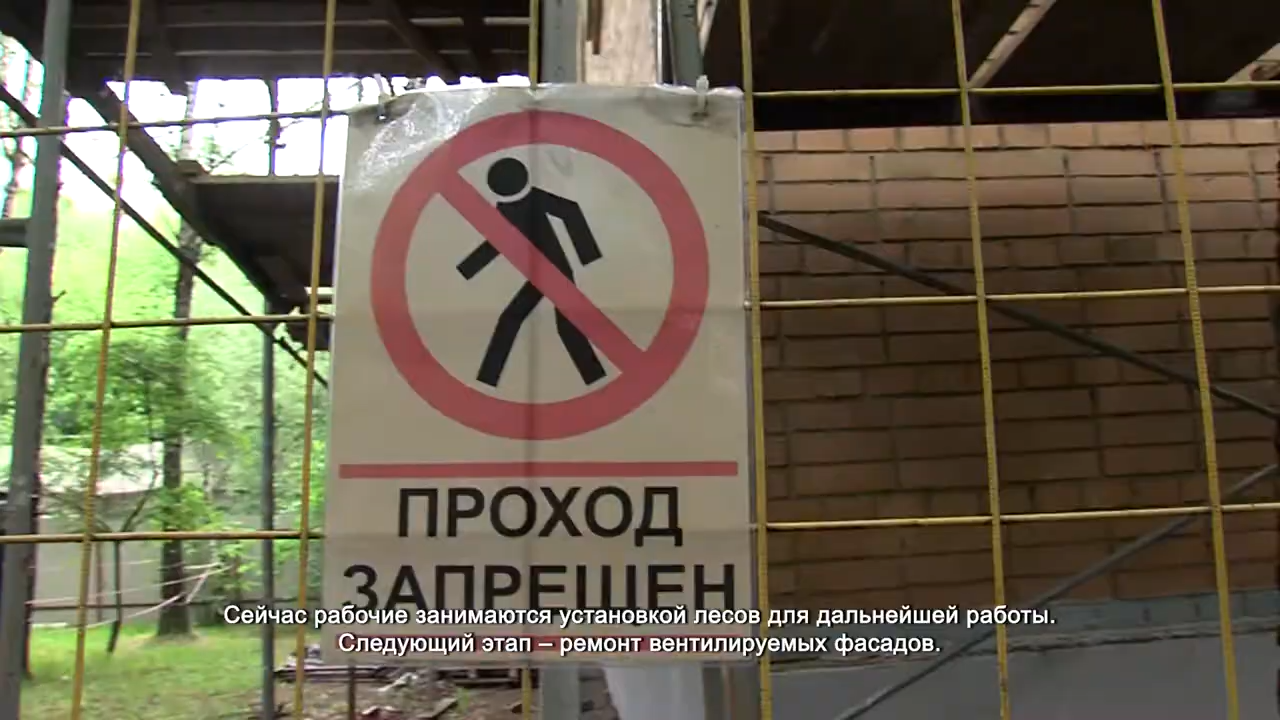 ПРОХОД
ЗАПРЕЩЕН
Сейчас рабочие занимаются установкой лесов для дальнейшей работы.
Следующий этап – ремонт вентилируемых фасадов.